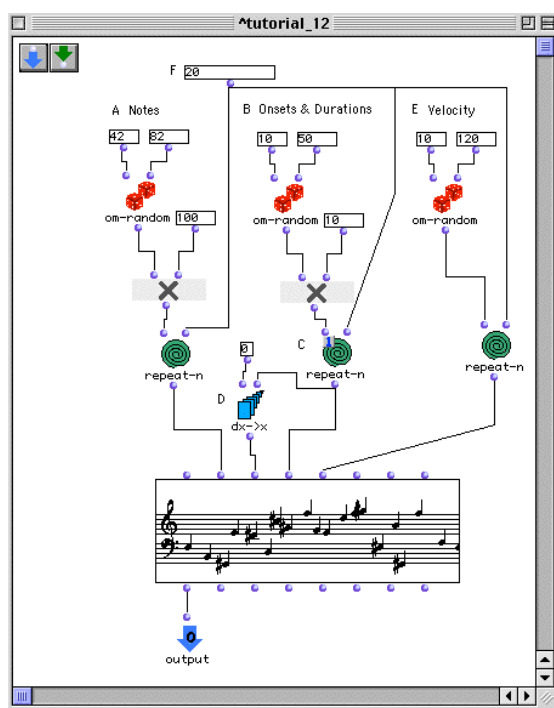 ^tutorial_12
F 20
A Notes
B Onsets & Durations
E Velocity
42 82
10 50
10 120
om-random 100
om-random 10
om-random
C 1
repeat-n
repeat-n
repeat-n
0
D
dx->x
0
output